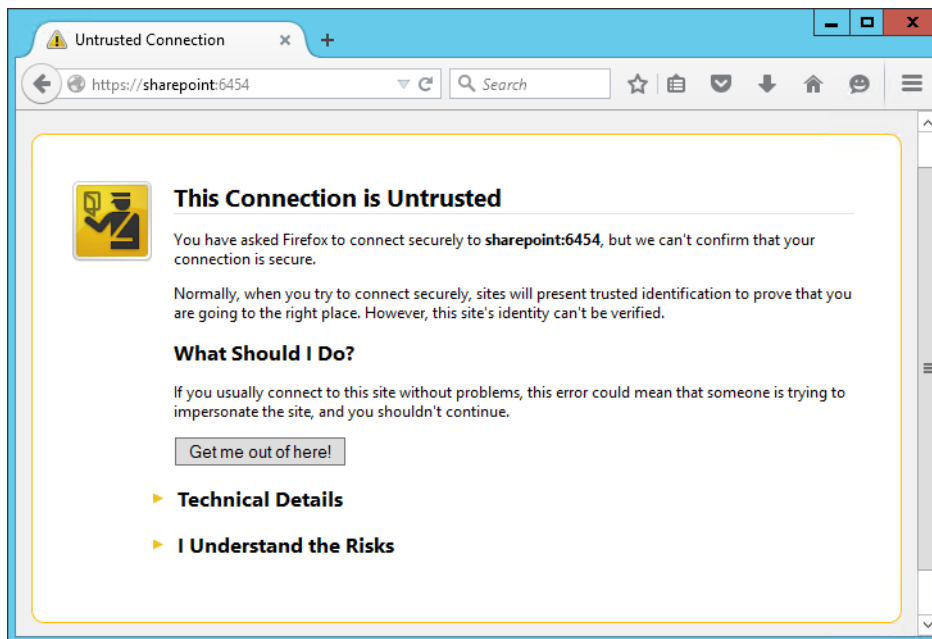 Untrusted Connection
https://sharepoint:6454
Search
This Connection is Untrusted
You have asked Firefox to connect securely to sharepoint:6454, but we can't confirm that your
connection is secure.
Normally, when you try to connect securely, sites will present trusted identification to prove that you
are going to the right place. However, this site's identity can't be verified.
What Should I Do?
If you usually connect to this site without problems, this error could mean that someone is trying to
impersonate the site, and you shouldn't continue.
Get me out of here!
Technical Details
I Understand the Risks